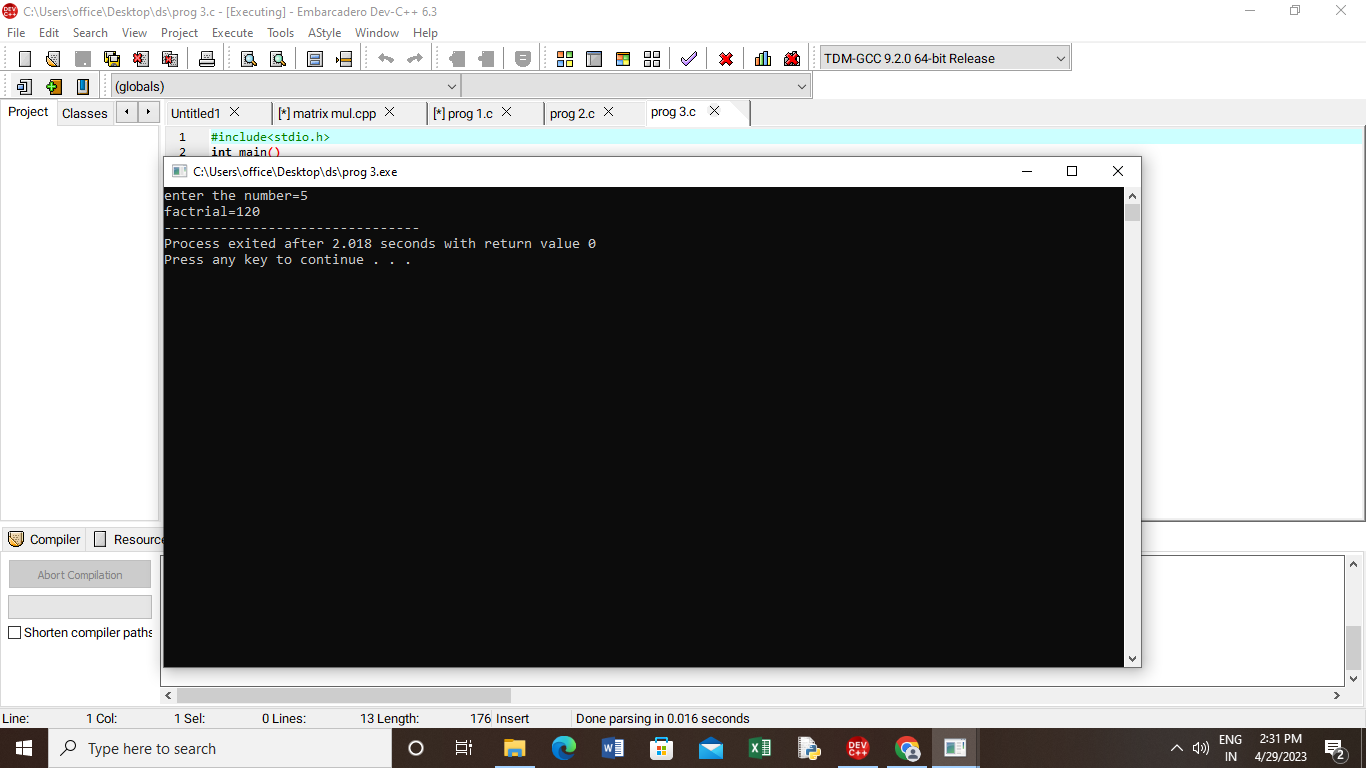 C:\Users\office\Desktop\ds\prog 3.c - [Executing] - Embarcadero Dev-C++ 6.3
File Edit Search View Project Execute Tools AStyle Window Help
TDM-GCC 9.2.0 64-bit Release
(globals)
Project Classes Untitled1 [*] matrix mul.cpp [*] prog 1.c prog 2.c prog 3.c
1 #include<stdio.h>
2 int main()
C:\Users\office\Desktop\ds\prog 3.exe
enter the number=5
factrial=120
--------------------------------
Process exited after 2.018 seconds with return value 0
Press any key to continue . . .
Compiler Resource
Abort Compilation
Shorten compiler paths
Line: 1 Col: 1 Sel: 0 Lines: 13 Length: 176 Insert Done parsing in 0.016 seconds
Type here to search
DEV C++
ENG
IN
2:31 PM
4/29/2023
2